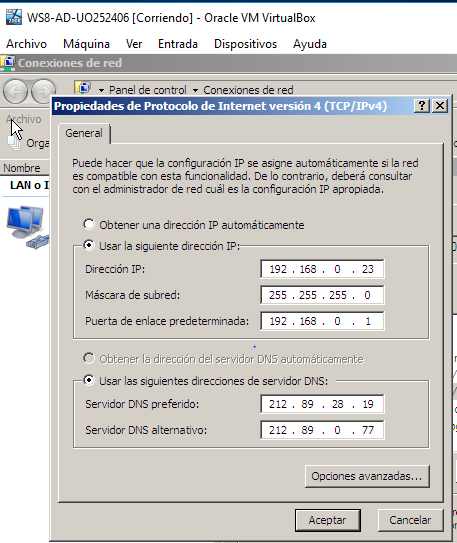 WS8-AD-UO252406 [Corriendo] - Oracle VM VirtualBox
Archivo Máquina Ver Entrada Dispositivos Ayuda
Conexiones de red
Panel de control Conexiones de red
Archivo
Orga
Nombre
LAN o I
Propiedades de Protocolo de Internet versión 4 (TCP/IPv4)
General
Puede hacer que la configuración IP se asigne automáticamente si la red
es compatible con esta funcionalidad. De lo contrario, deberá consultar
con el administrador de red cuál es la configuración IP apropiada.
Obtener una dirección IP automáticamente
Usar la siguiente dirección IP:
Dirección IP: 192 . 168 . 0 . 23
Máscara de subred: 255 . 255 . 255 . 0
Puerta de enlace predeterminada: 192 . 168 . 0 . 1
Obtener la dirección del servidor DNS automáticamente
Usar las siguientes direcciones de servidor DNS:
Servidor DNS preferido: 212 . 89 . 28 . 19
Servidor DNS alternativo: 212 . 89 . 0 . 77
Opciones avanzadas...
Aceptar Cancelar